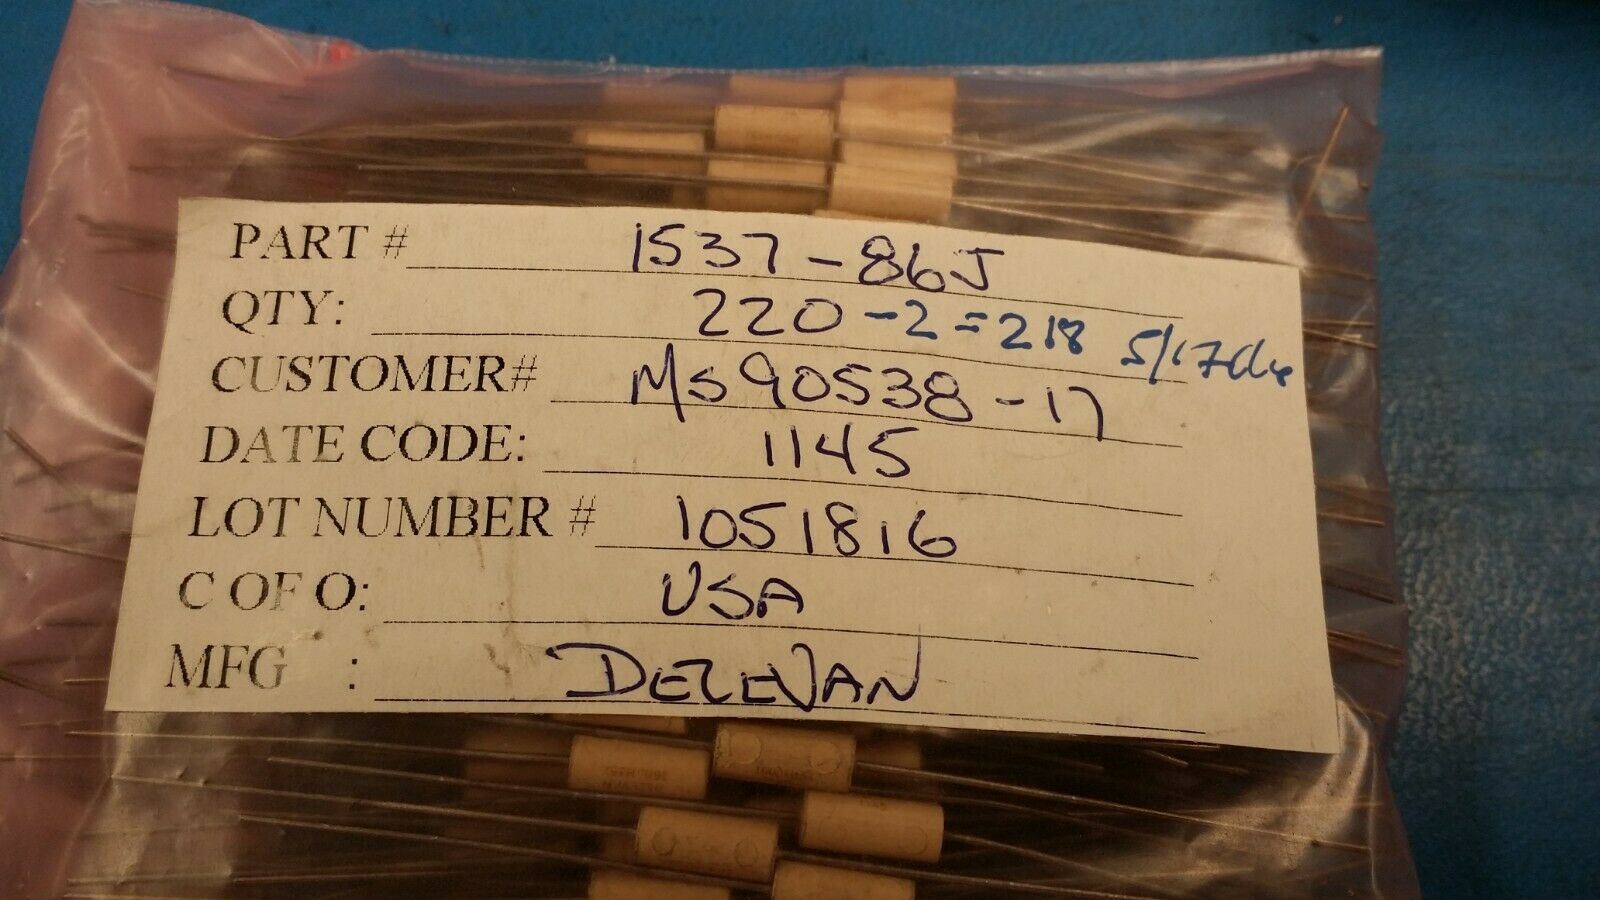 PART # 1537-86J
QTY: 220 -2=218
CUSTOMER# MS90538-17
DATE CODE: 1145
LOT NUMBER # 1051816
C OF O: USA
MFG : DELEVAN